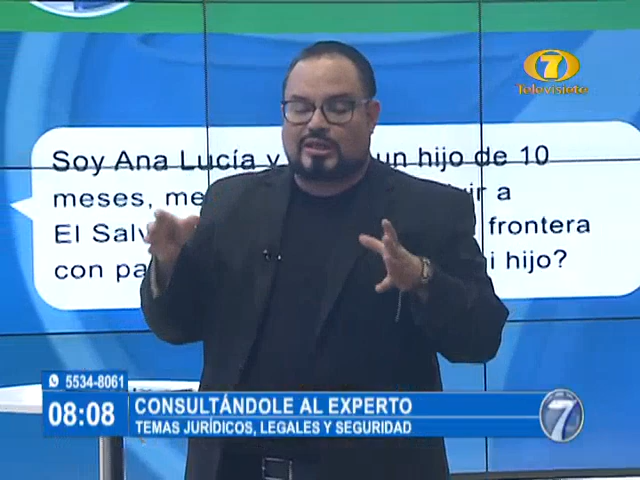 7
Televisiete
Soy Ana Lucía y un hijo de 10
meses, me ir a
El Salv frontera
con pa i hijo?
5534-8061
08:08
CONSULTÁNDOLE AL EXPERTO
TEMAS JURÍDICOS, LEGALES Y SEGURIDAD
7